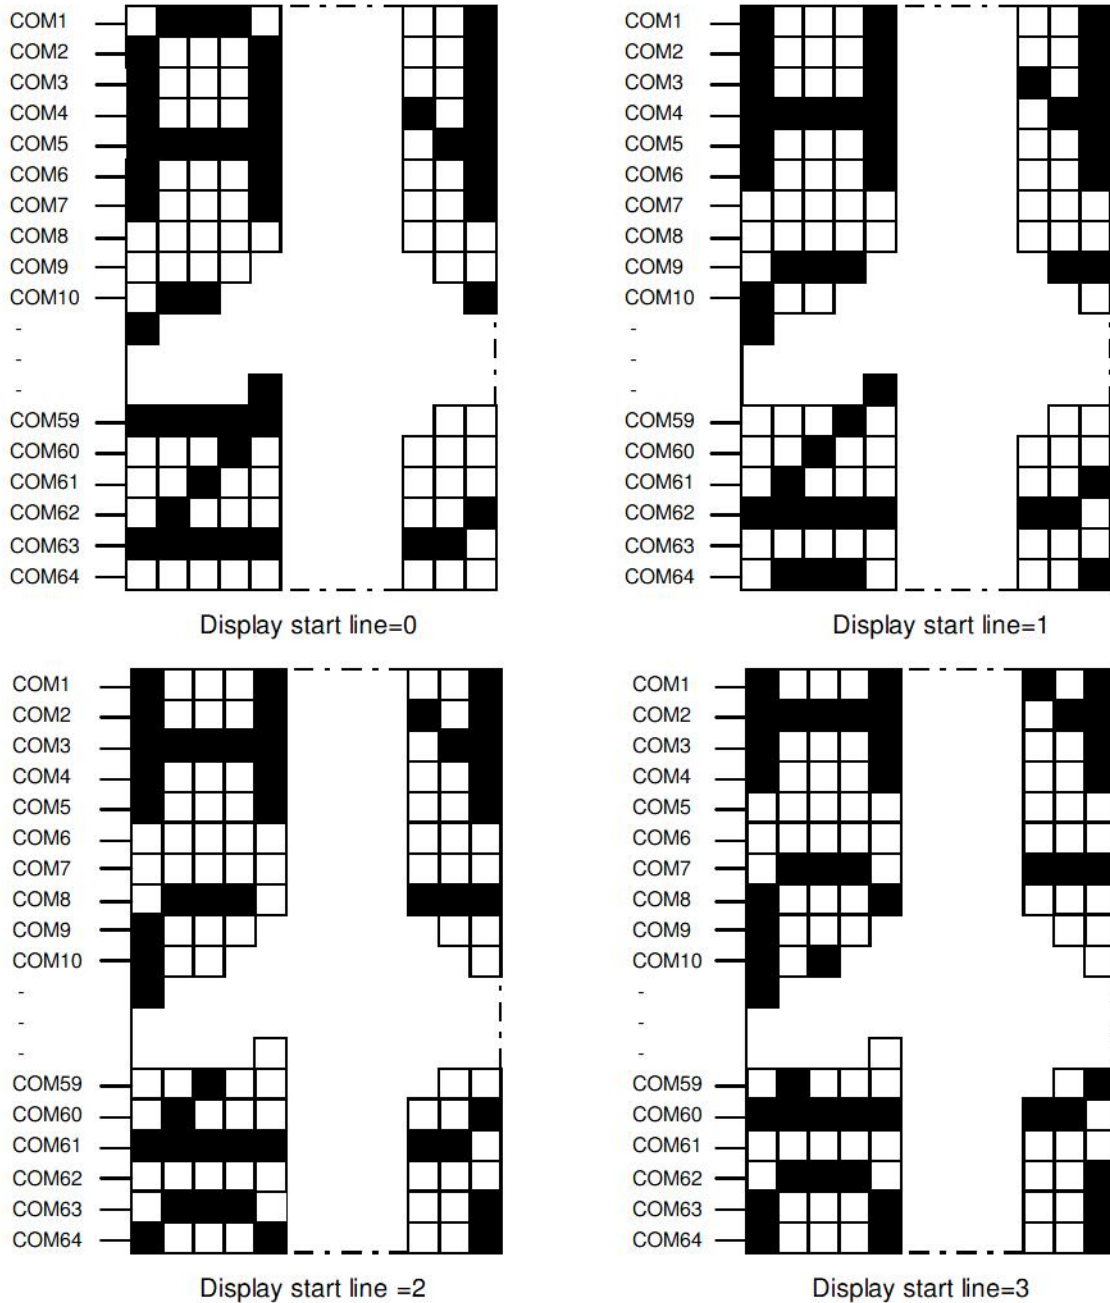 COM1
COM2
COM3
COM4
COM5
COM6
COM7
COM8
COM9
COM10
-
-
-
COM59
COM60
COM61
COM62
COM63
COM64
Display start line=0
COM1
COM2
COM3
COM4
COM5
COM6
COM7
COM8
COM9
COM10
-
-
-
COM59
COM60
COM61
COM62
COM63
COM64
Display start line=1
COM1
COM2
COM3
COM4
COM5
COM6
COM7
COM8
COM9
COM10
-
-
-
COM59
COM60
COM61
COM62
COM63
COM64
Display start line =2
COM1
COM2
COM3
COM4
COM5
COM6
COM7
COM8
COM9
COM10
-
-
-
COM59
COM60
COM61
COM62
COM63
COM64
Display start line=3